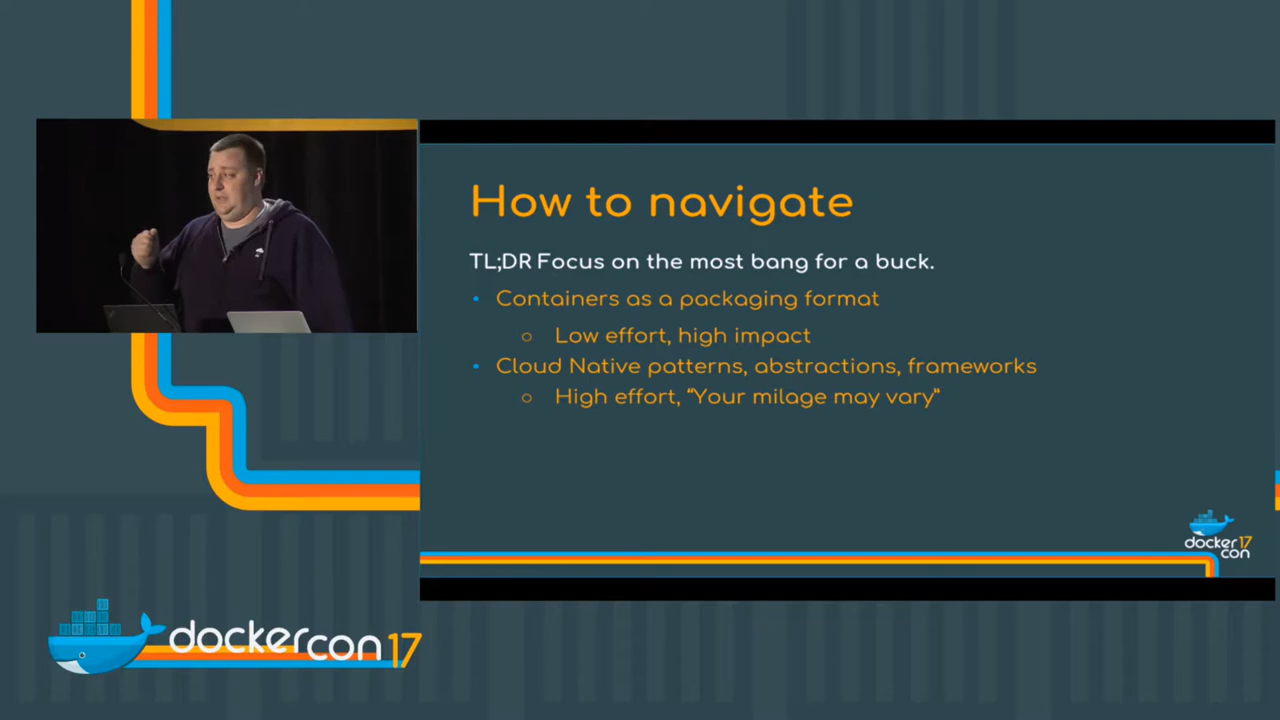 How to navigate
TL;DR Focus on the most bang for a buck.
• Containers as a packaging format
○ Low effort, high impact
• Cloud Native patterns, abstractions, frameworks
○ High effort, “Your milage may vary”
docker 17
con
dockercon 17